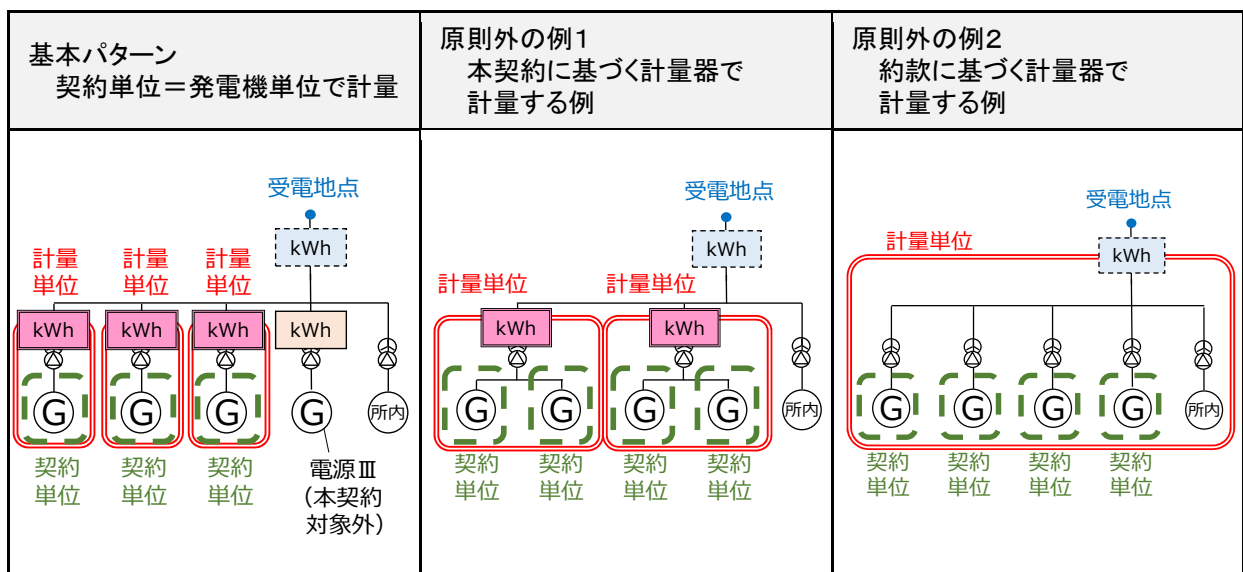 基本パターン
契約単位＝発電機単位で計量
原則外の例１
本契約に基づく計量器で
計量する例
原則外の例２
約款に基づく計量器で
計量する例
受電地点
kWh
計量
単位
計量
単位
計量
単位
kWh
kWh
kWh
kWh
G
G
G
G
所内
契約
単位
契約
単位
契約
単位
電源Ⅲ
（本契約
対象外）
受電地点
kWh
計量単位
計量単位
kWh
kWh
G
G
G
G
所内
契約
単位
契約
単位
契約
単位
契約
単位
受電地点
計量単位
kWh
G
G
G
G
所内
契約
単位
契約
単位
契約
単位
契約
単位